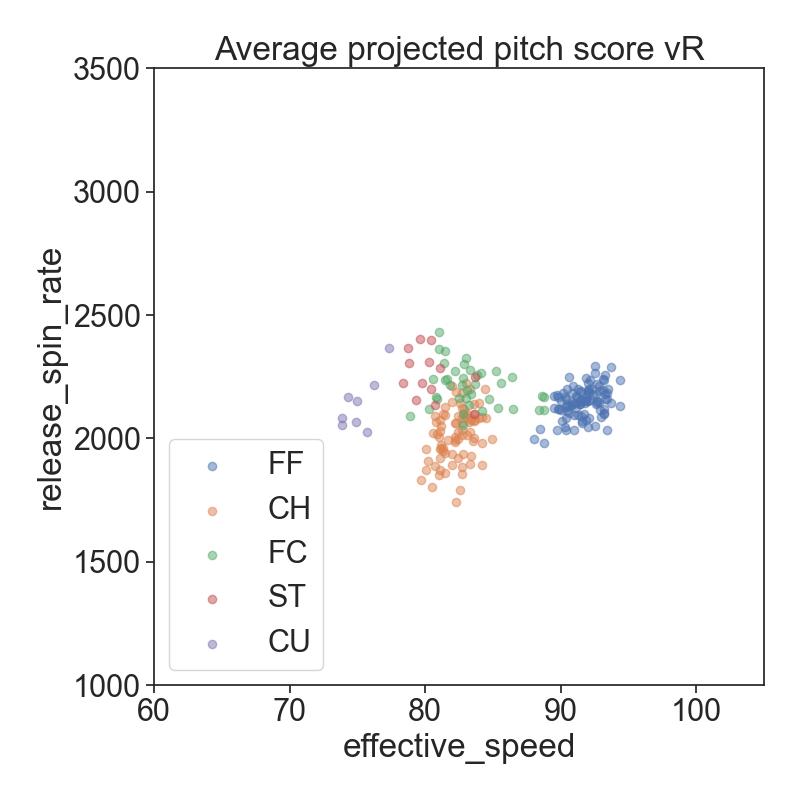 Average projected pitch score vR
3500
3000
2500
2000
1500
1000
release_spin_rate
FF
CH
FC
ST
CU
60
70
80
90
100
effective_speed